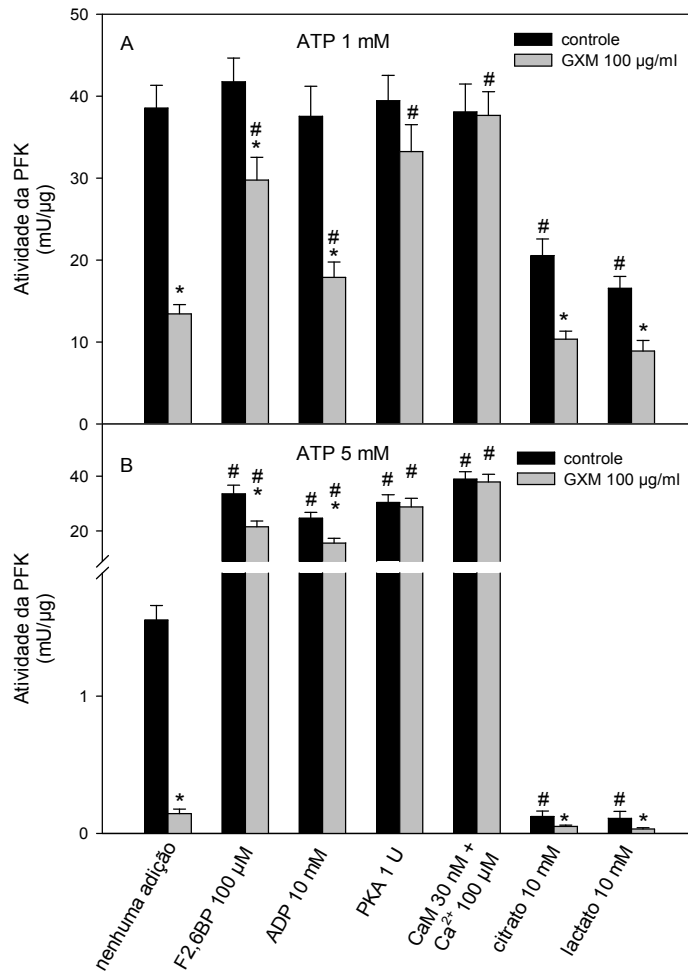 A
ATP 1 mM
controle
GXM 100 µg/ml
50
40
30
20
10
0
Atividade da PFK
(mU/µg)
* # * # * # # # * # *
B
ATP 5 mM
controle
GXM 100 µg/ml
40
20
1
0
Atividade da PFK
(mU/µg)
* # # * # # * # # # # # * # *
nenhuma adição
F2,6BP 100 µM
ADP 10 mM
PKA 1 U
CaM 30 nM +
Ca²⁺ 100 µM
citrato 10 mM
lactato 10 mM